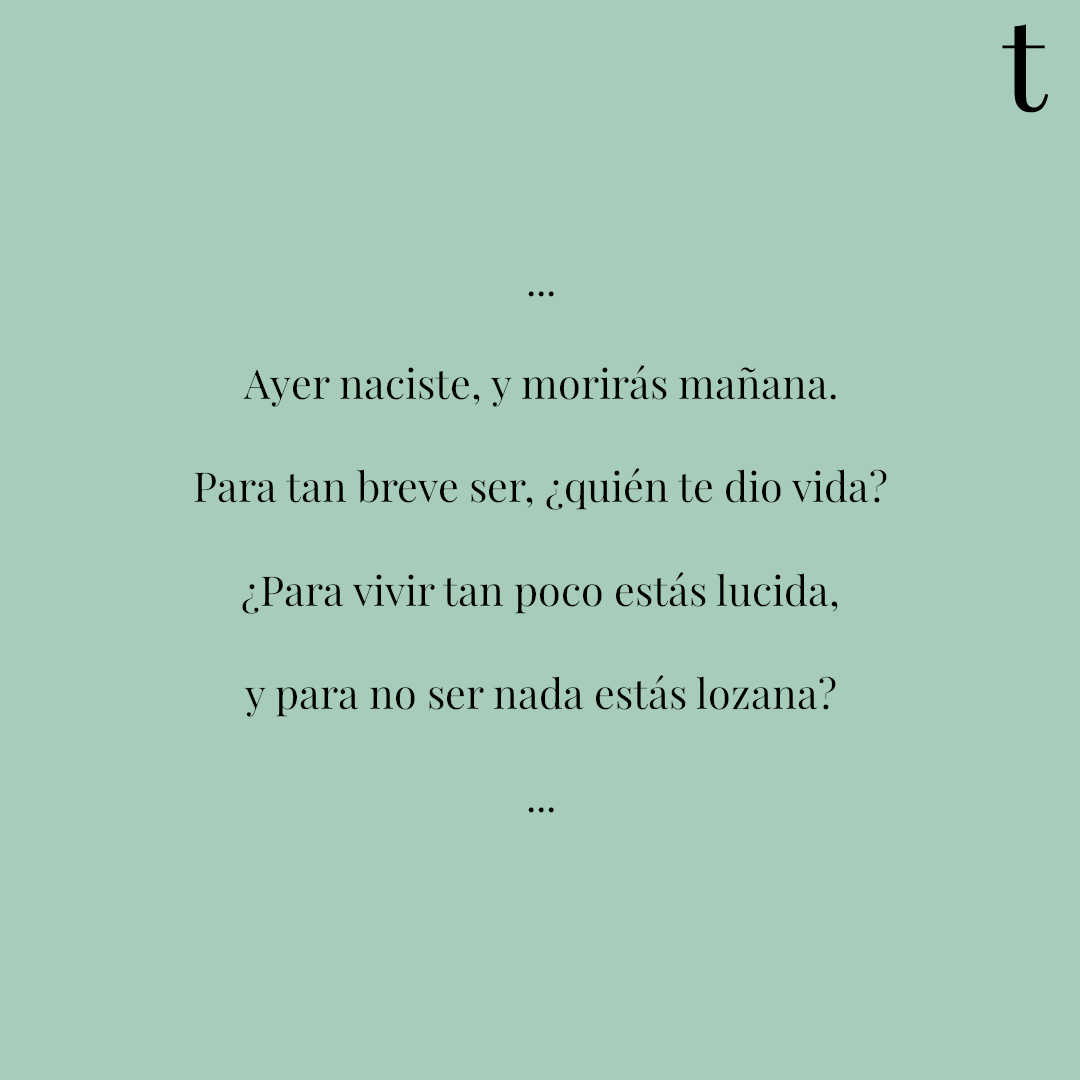 t
...
Ayer naciste, y morirás mañana.
Para tan breve ser, ¿quién te dio vida?
¿Para vivir tan poco estás lucida,
y para no ser nada estás lozana?
...